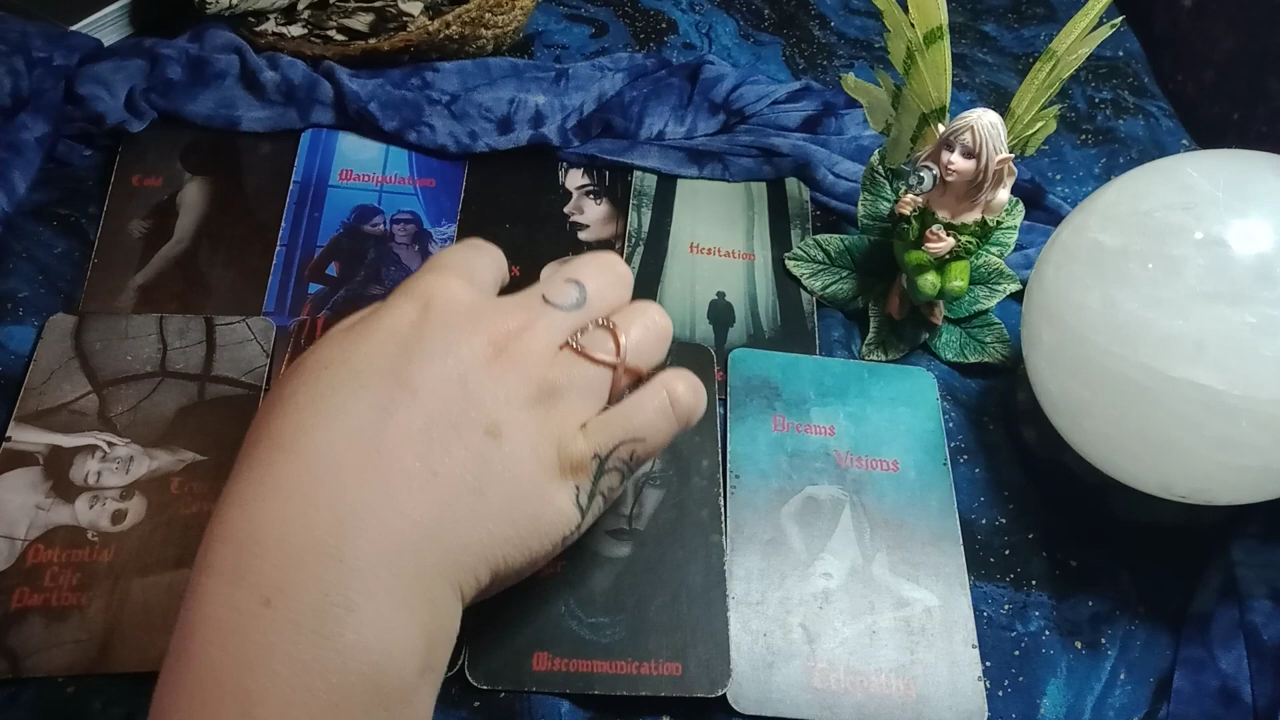 Cold
Manipulation
x
Hesitation
Dreams
Visions
Potential
Life
Partner
Miscommunication
Telepathy